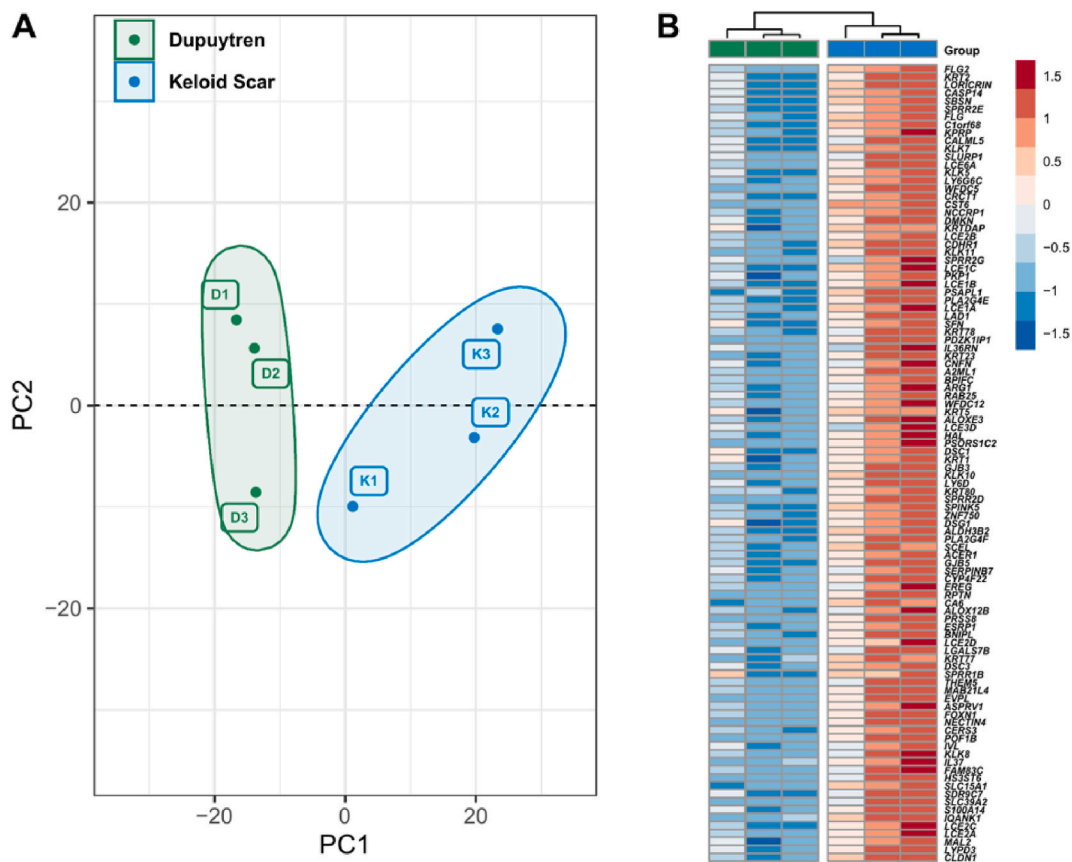 A
Dupuytren
Keloid Scar
PC2
20
0
−20
−20
0
20
PC1
D1
D2
D3
K1
K2
K3
B
Group
FLG2
KRT2
LORICRIN
CASP14
SBSN
SPRR2E
FLG
C1orf68
KPRP
CALML5
KLK7
SLURP1
LCE6A
KLK5
LY6G6C
WFDC5
CRCT1
CST6
NCCRP1
DMKN
KRTDAP
LCE2B
CDHR1
KLK11
SPRR2G
LCE1C
PKP1
LCE1B
PSAPL1
PLA2G4E
LCE1A
LAD1
SFN
KRT78
PDZK1IP1
IL36RN
KRT23
CNFN
A2ML1
BPIFC
ARG1
RAB25
WFDC12
KRT5
ALOXE3
LCE3D
HAL
PSORS1C2
DSC1
KRT1
GJB3
KLK10
LY6D
KRT80
SPRR2D
SPINK5
ZNF750
DSG1
ALDH3B2
PLA2G4F
SCEL
ACER1
GJB5
SERPINB7
CYP4F22
EREG
RPTN
CA6
ALOX12B
PRSS8
ESRP1
BNIPL
LCE2D
LGALS7B
KRT77
DSC3
SPRR1B
THEM5
MAB21L4
EVPL
ASPRV1
FOXN1
NECTIN4
CERS3
POF1B
IVL
KLK8
IL37
FAM83C
HS3ST6
SLC15A1
SDR9C7
SLC39A2
S100A14
IQANK1
LCE2C
LCE2A
MAL2
LYPD3
CLDN1
1.5
1
0.5
0
−0.5
−1
−1.5